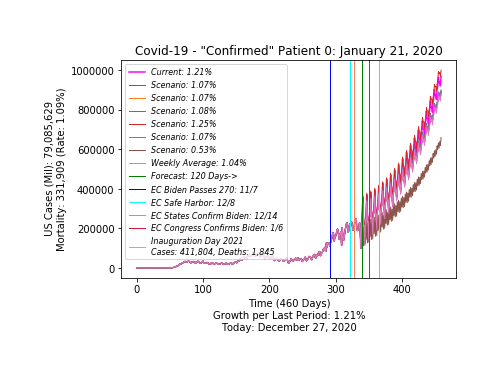 Covid-19 - "Confirmed" Patient 0: January 21, 2020
US Cases (Mil): 79,085,629
Mortality: 331,909 (Rate: 1.09%)
1000000
800000
600000
400000
200000
0
Current: 1.21%
Scenario: 1.07%
Scenario: 1.07%
Scenario: 1.08%
Scenario: 1.25%
Scenario: 1.07%
Scenario: 0.53%
Weekly Average: 1.04%
Forecast: 120 Days->
EC Biden Passes 270: 11/7
EC Safe Harbor: 12/8
EC States Confirm Biden: 12/14
EC Congress Confirms Biden: 1/6
Inauguration Day 2021
Cases: 411,804, Deaths: 1,845
0 100 200 300 400
Time (460 Days)
Growth per Last Period: 1.21%
Today: December 27, 2020